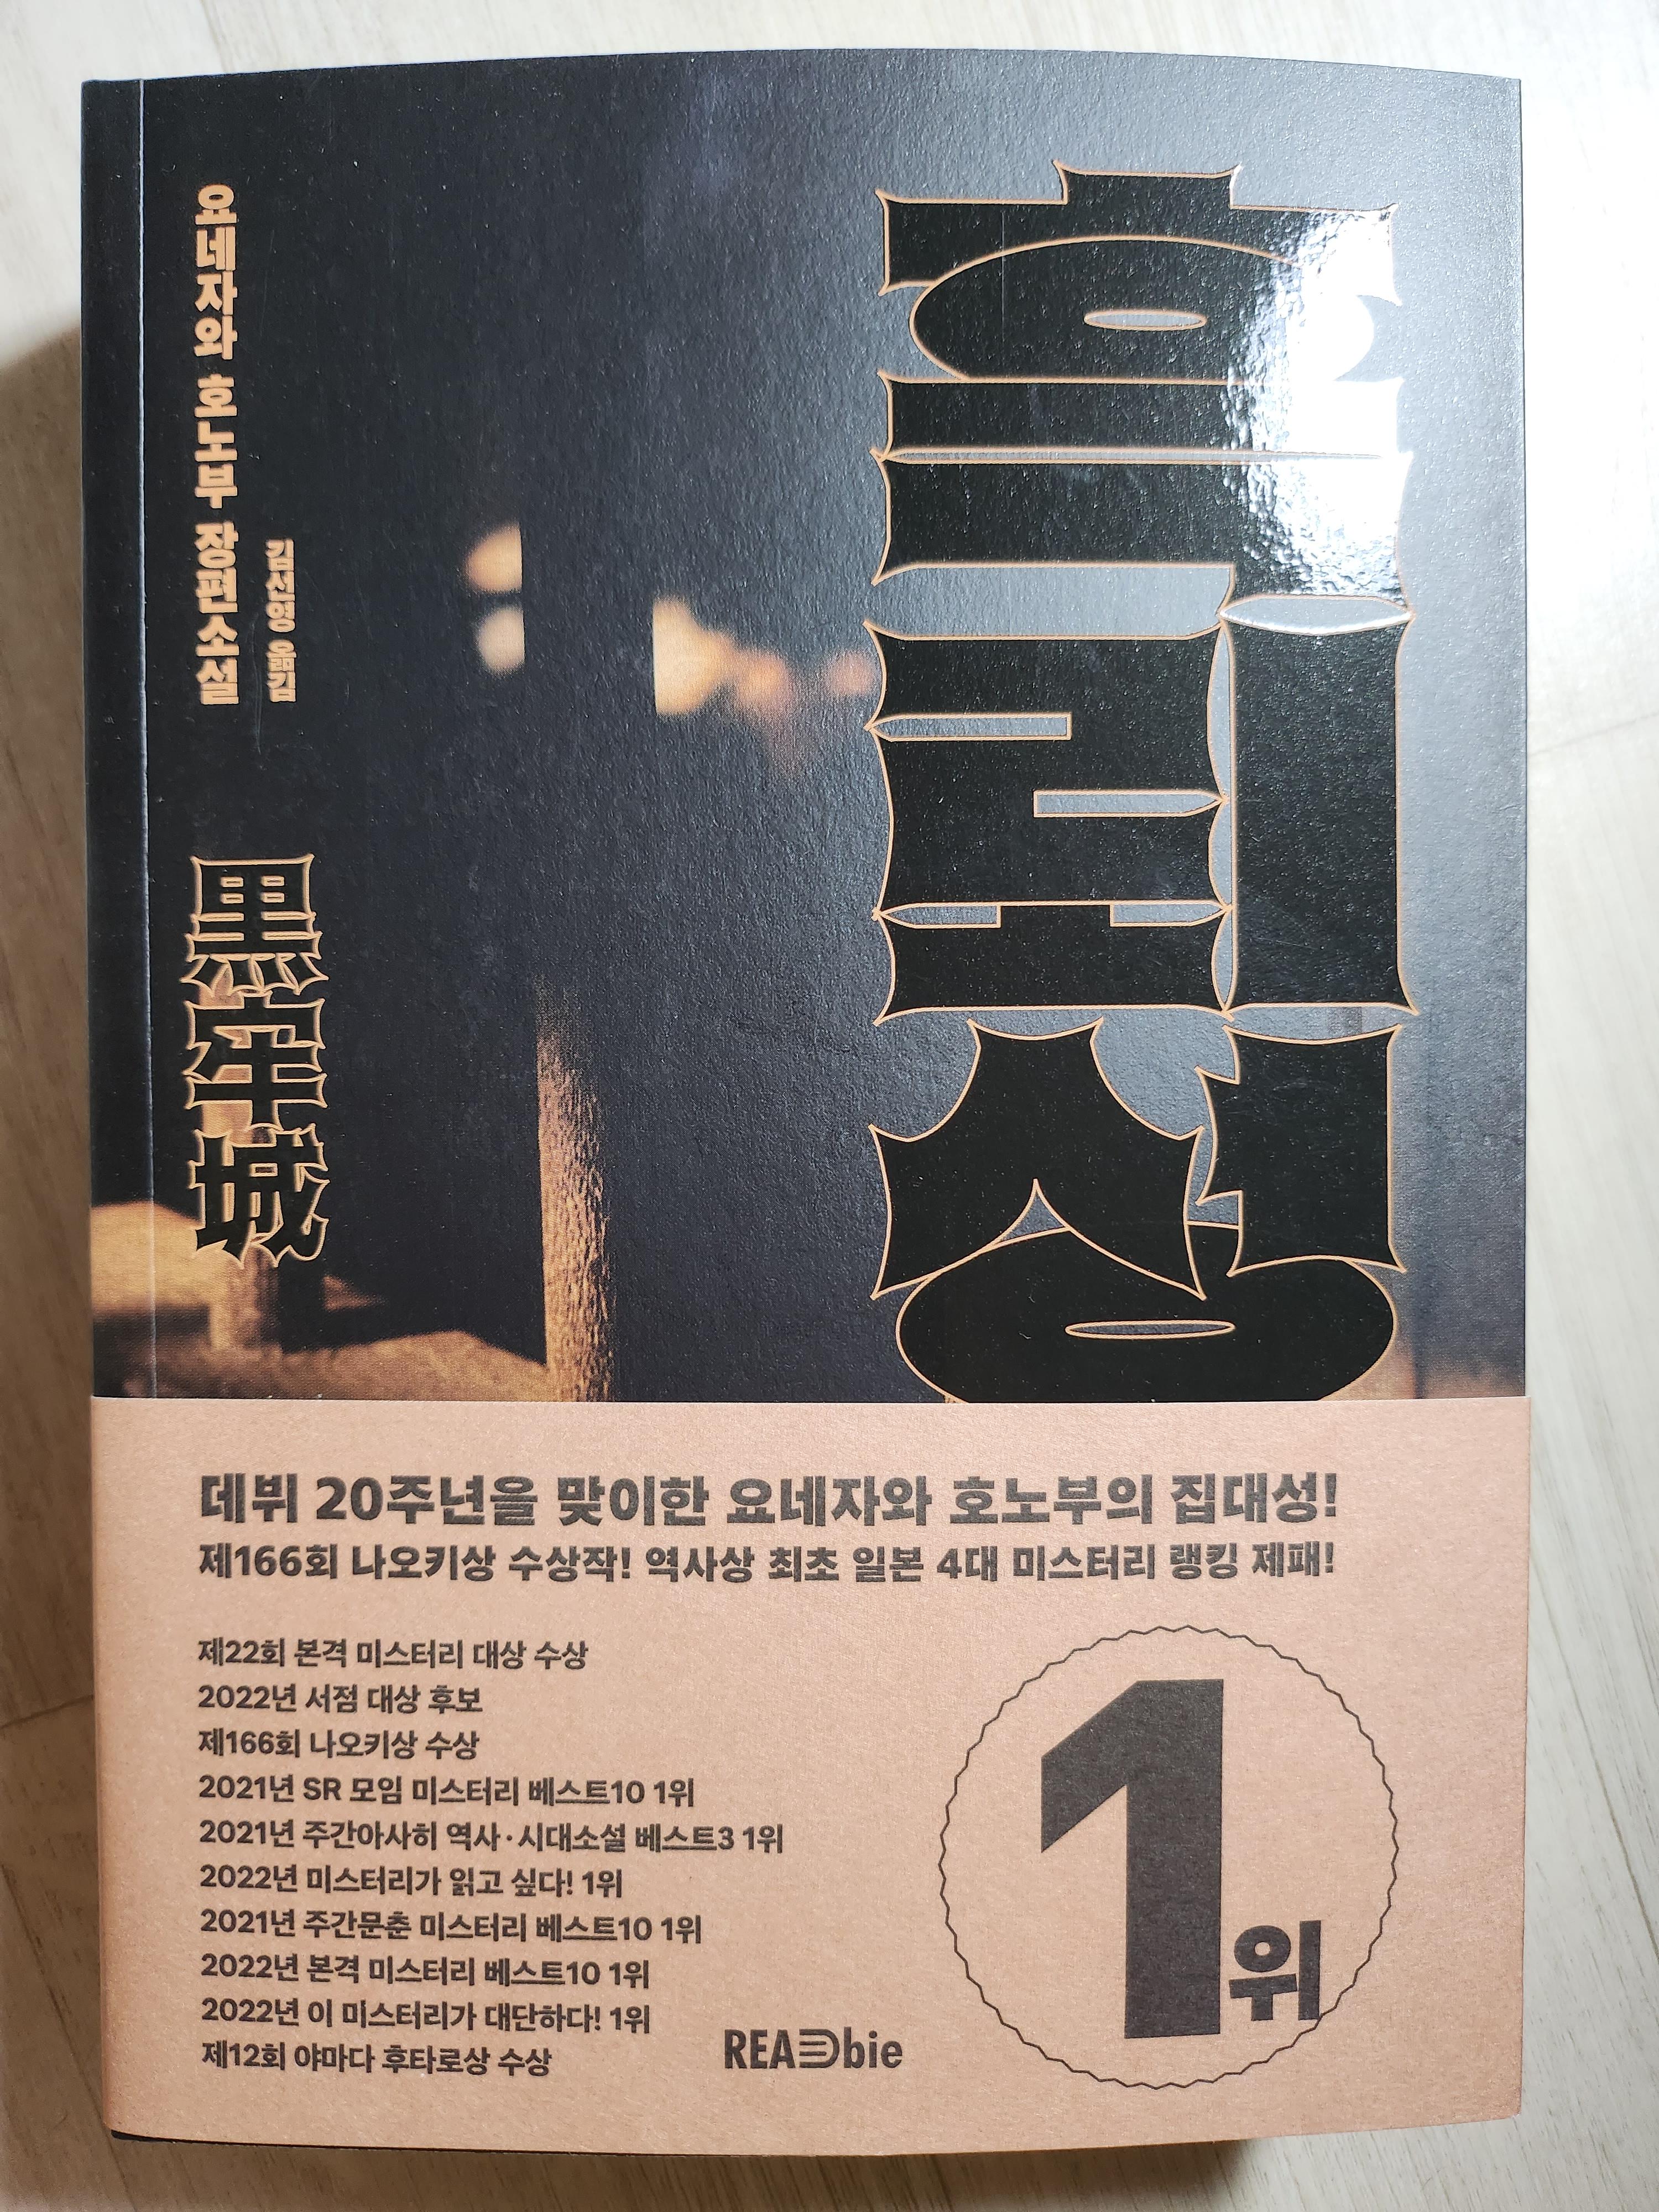 흑뢰성
요네자와 호노부 장편소설
김선영 옮김
黑牢城
데뷔 20주년을 맞이한 요네자와 호노부의 집대성!
제166회 나오키상 수상작! 역사상 최초 일본 4대 미스터리 랭킹 제패!
제22회 본격 미스터리 대상 수상
2022년 서점 대상 후보
제166회 나오키상 수상
2021년 SR 모임 미스터리 베스트10 1위
2021년 주간아사히 역사·시대소설 베스트3 1위
2022년 미스터리가 읽고 싶다! 1위
2021년 주간문춘 미스터리 베스트10 1위
2022년 본격 미스터리 베스트10 1위
2022년 이 미스터리가 대단하다! 1위
제12회 야마다 후타로상 수상
READbie
1위